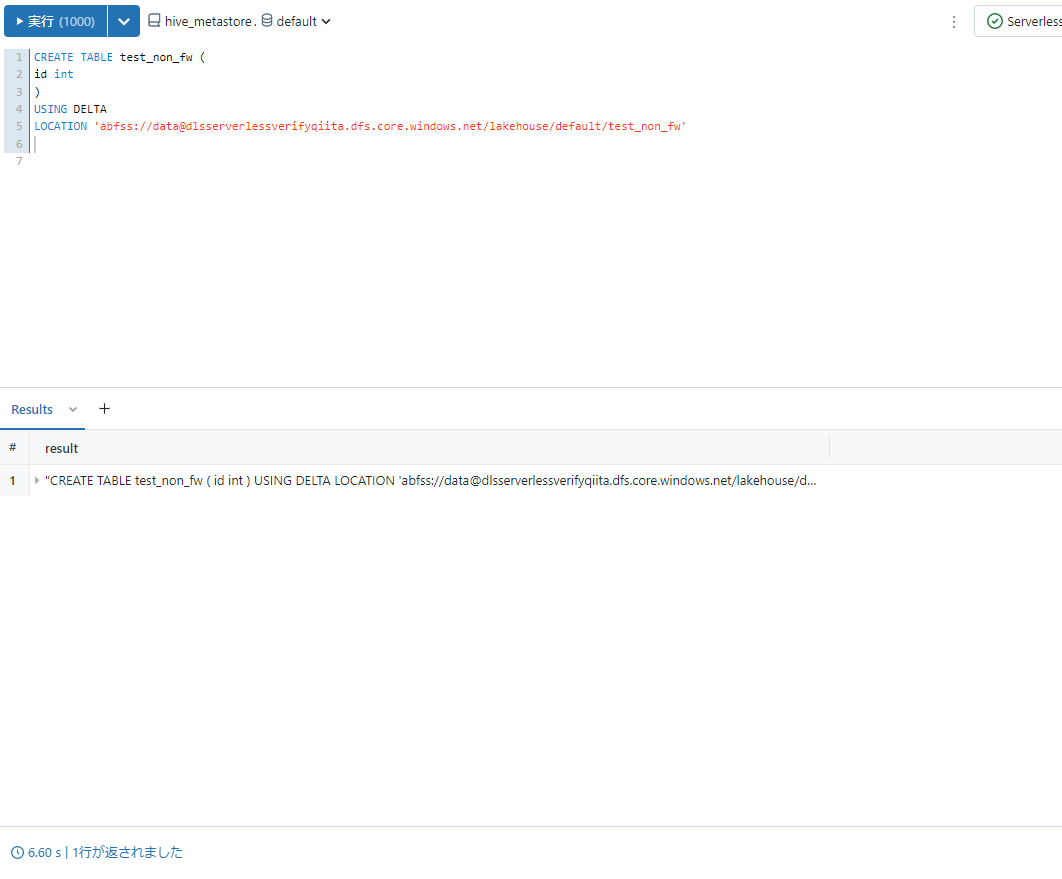 実行 (1000)
hive_metastore. default
Serverless
1 CREATE TABLE test_non_fw (
2 id int
3 )
4 USING DELTA
5 LOCATION 'abfss://data@dlsserverlessverifyqiita.dfs.core.windows.net/lakehouse/default/test_non_fw'
6
7
Results +
# result
1 "CREATE TABLE test_non_fw ( id int ) USING DELTA LOCATION 'abfss://data@dlsserverlessverifyqiita.dfs.core.windows.net/lakehouse/d...
6.60 s | 1行が返されました